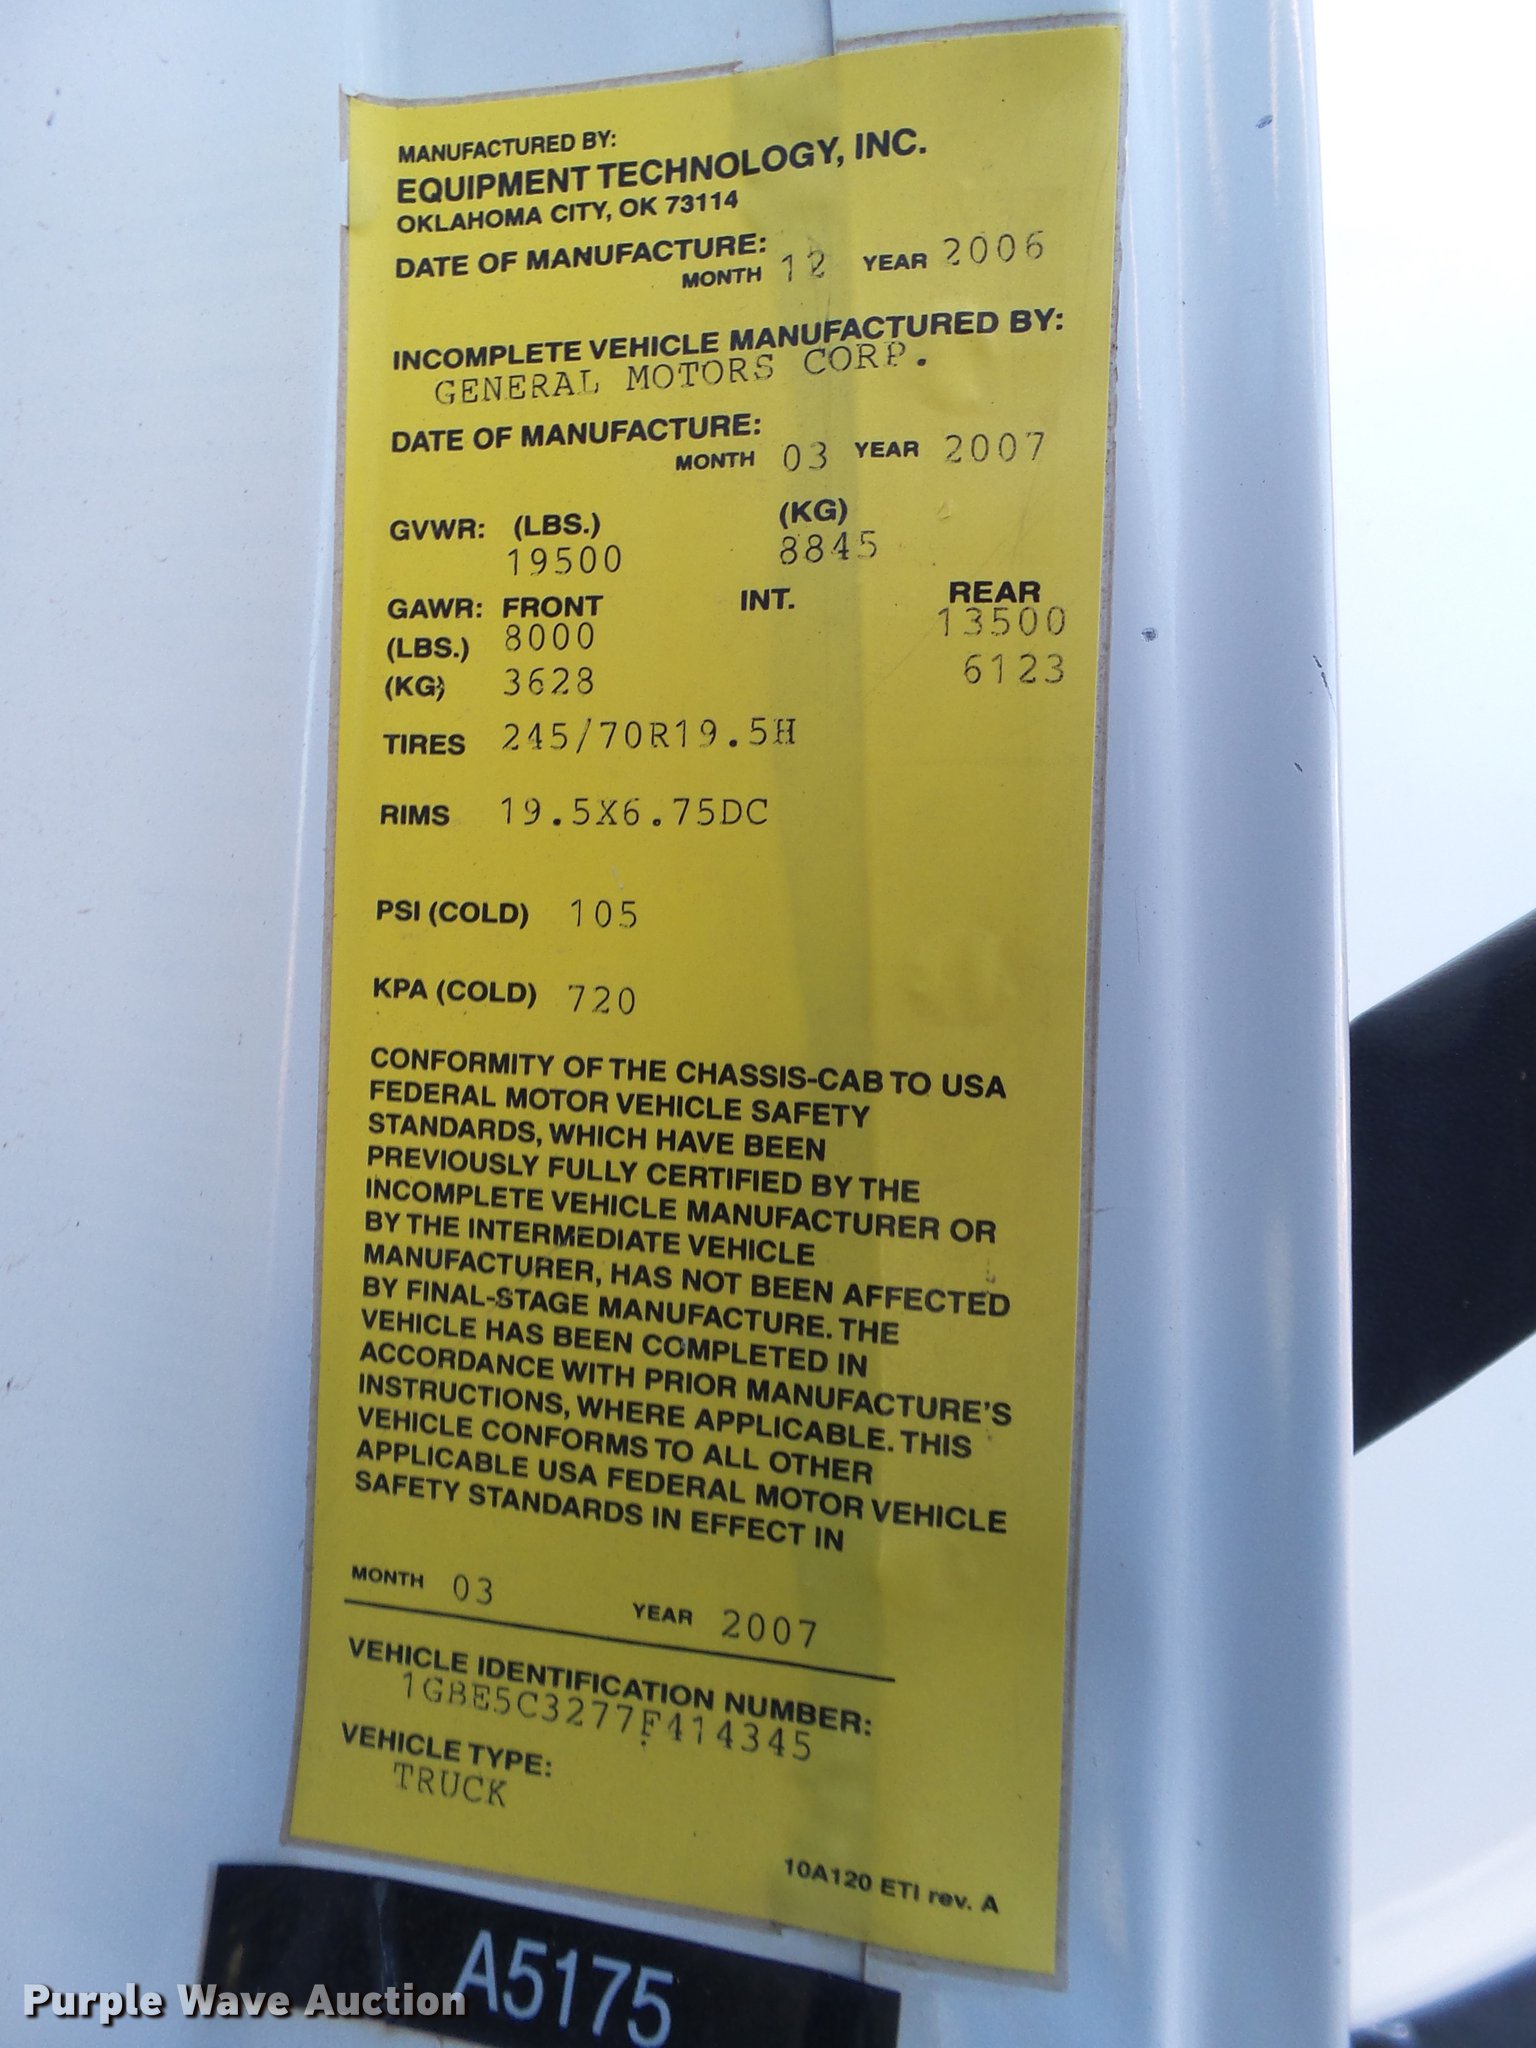 MANUFACTURED BY:
EQUIPMENT TECHNOLOGY, INC.
OKLAHOMA CITY, OK 73114
DATE OF MANUFACTURE:
MONTH 12 YEAR 2006
INCOMPLETE VEHICLE MANUFACTURED BY:
GENERAL MOTORS CORP.
DATE OF MANUFACTURE:
MONTH 03 YEAR 2007
GVWR: (LBS.) (KG)
19500 8845
GAWR: FRONT INT. REAR
(LBS.) 8000 13500
(KG) 3628 6123
TIRES 245/70R19.5H
RIMS 19.5X6.75DC
PSI (COLD) 105
KPA (COLD) 720
CONFORMITY OF THE CHASSIS-CAB TO USA
FEDERAL MOTOR VEHICLE SAFETY
STANDARDS, WHICH HAVE BEEN
PREVIOUSLY FULLY CERTIFIED BY THE
INCOMPLETE VEHICLE MANUFACTURER OR
BY THE INTERMEDIATE VEHICLE
MANUFACTURER, HAS NOT BEEN AFFECTED
BY FINAL-STAGE MANUFACTURE. THE
VEHICLE HAS BEEN COMPLETED IN
ACCORDANCE WITH PRIOR MANUFACTURE'S
INSTRUCTIONS, WHERE APPLICABLE. THIS
VEHICLE CONFORMS TO ALL OTHER
APPLICABLE USA FEDERAL MOTOR VEHICLE
SAFETY STANDARDS IN EFFECT IN
MONTH 03 YEAR 2007
VEHICLE IDENTIFICATION NUMBER:
1GBE5C3277F414345
VEHICLE TYPE:
TRUCK
10A120 ETI rev. A
A5175
Purple Wave Auction